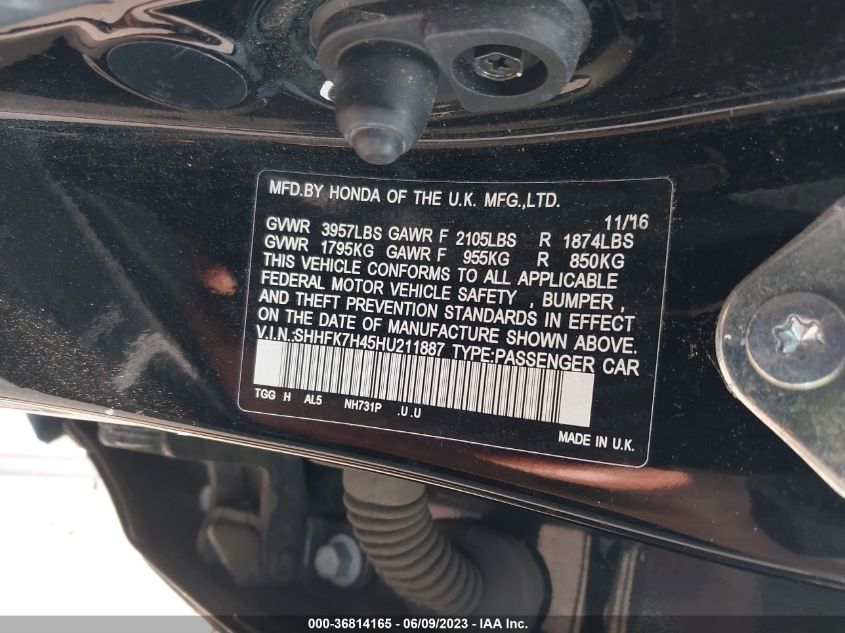 MFD.BY HONDA OF THE U.K. MFG.,LTD.
11/16
GVWR 3957LBS GAWR F 2105LBS R 1874LBS
GVWR 1795KG GAWR F 955KG R 850KG
THIS VEHICLE CONFORMS TO ALL APPLICABLE
FEDERAL MOTOR VEHICLE SAFETY , BUMPER ,
AND THEFT PREVENTION STANDARDS IN EFFECT
ON THE DATE OF MANUFACTURE SHOWN ABOVE.
V.I.N.:SHHFK7H45HU211887 TYPE:PASSENGER CAR
TGG H AL5 NH731P .U.U
MADE IN U.K.
000-36814165 - 06/09/2023 - IAA Inc.